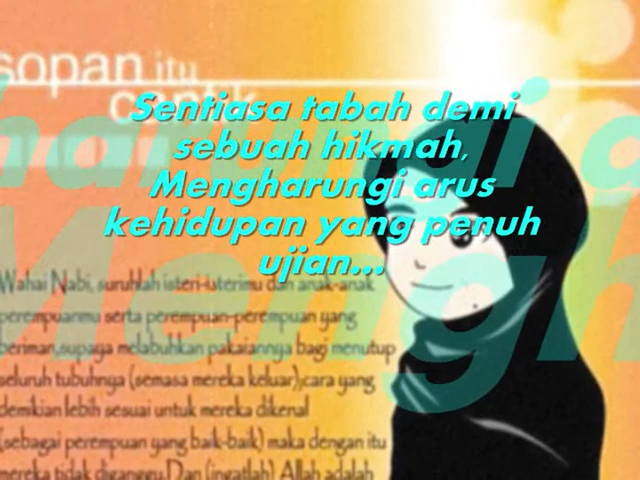 sopan itu
cantik
Sentiasa tabah demi
sebuah hikmah,
Mengharungi arus
kehidupan yang penuh
ujian...
harungi a
Mengh
Wahai Nabi, suruhlah isteri-isterimu dan anak-anak
perempuanmu serta perempuan-perempuan yang
beriman,supaya melabuhkan pakaiannya bagi menutup
seluruh tubuhnya (semasa mereka keluar);cara yang
demikian lebih sesuai untuk mereka dikenal
(sebagai perempuan yang baik-baik) maka dengan itu
mereka tidak diganggu.Dan (ingatlah) Allah adalah